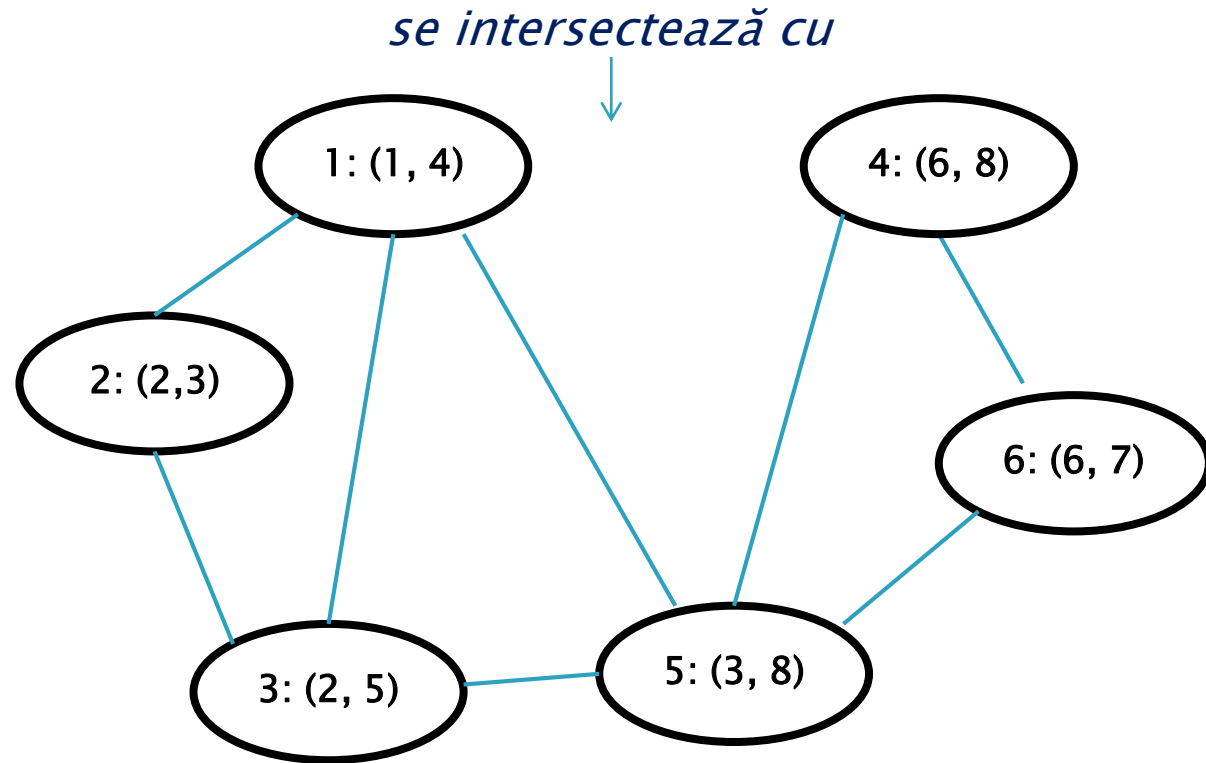 se intersectează cu
1: (1, 4)
4: (6, 8)
2: (2,3)
6: (6, 7)
3: (2, 5)
5: (3, 8)